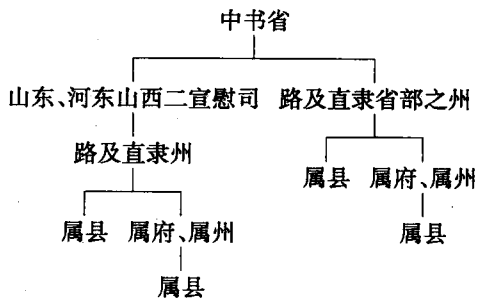 中书省
山东、河东山西二宣慰司 路及直隶省部之州
路及直隶州
属县 属府、属州
属县 属府、属州
属县
属县